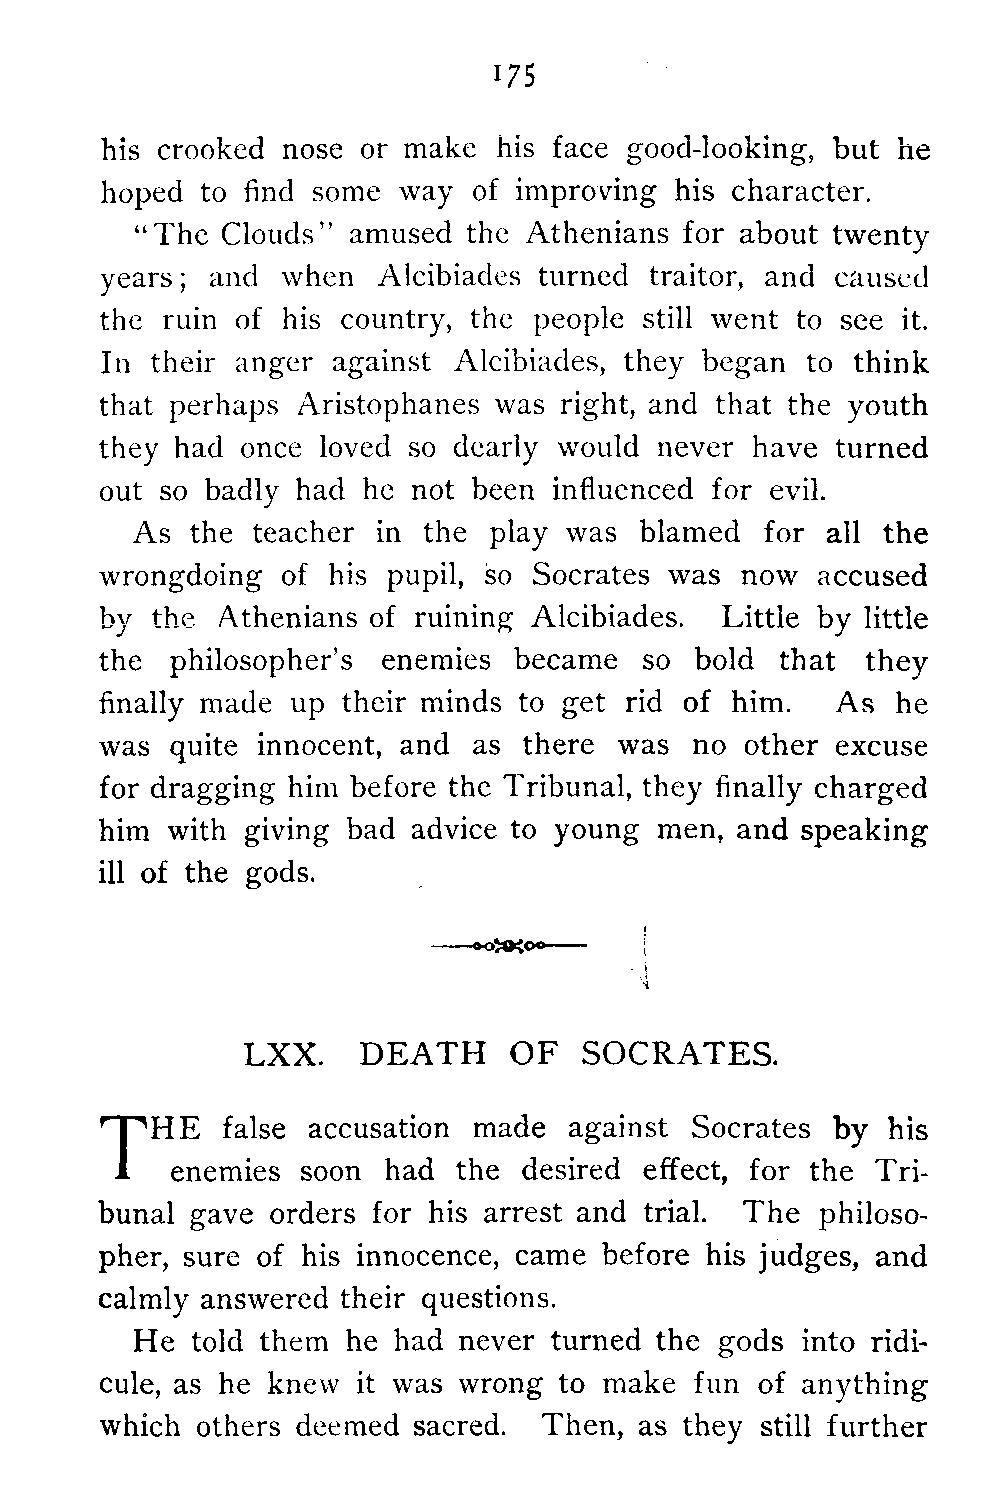 175
his crooked nose or make his face good-looking, but he
hoped to find some way of improving his character.
“The Clouds” amused the Athenians for about twenty
years; and when Alcibiades turned traitor, and caused
the ruin of his country, the people still went to see it.
In their anger against Alcibiades, they began to think
that perhaps Aristophanes was right, and that the youth
they had once loved so dearly would never have turned
out so badly had he not been influenced for evil.
As the teacher in the play was blamed for all the
wrongdoing of his pupil, so Socrates was now accused
by the Athenians of ruining Alcibiades. Little by little
the philosopher’s enemies became so bold that they
finally made up their minds to get rid of him. As he
was quite innocent, and as there was no other excuse
for dragging him before the Tribunal, they finally charged
him with giving bad advice to young men, and speaking
ill of the gods.
LXX. DEATH OF SOCRATES.
THE false accusation made against Socrates by his
enemies soon had the desired effect, for the Tri-
bunal gave orders for his arrest and trial. The philoso-
pher, sure of his innocence, came before his judges, and
calmly answered their questions.
He told them he had never turned the gods into ridi-
cule, as he knew it was wrong to make fun of anything
which others deemed sacred. Then, as they still further